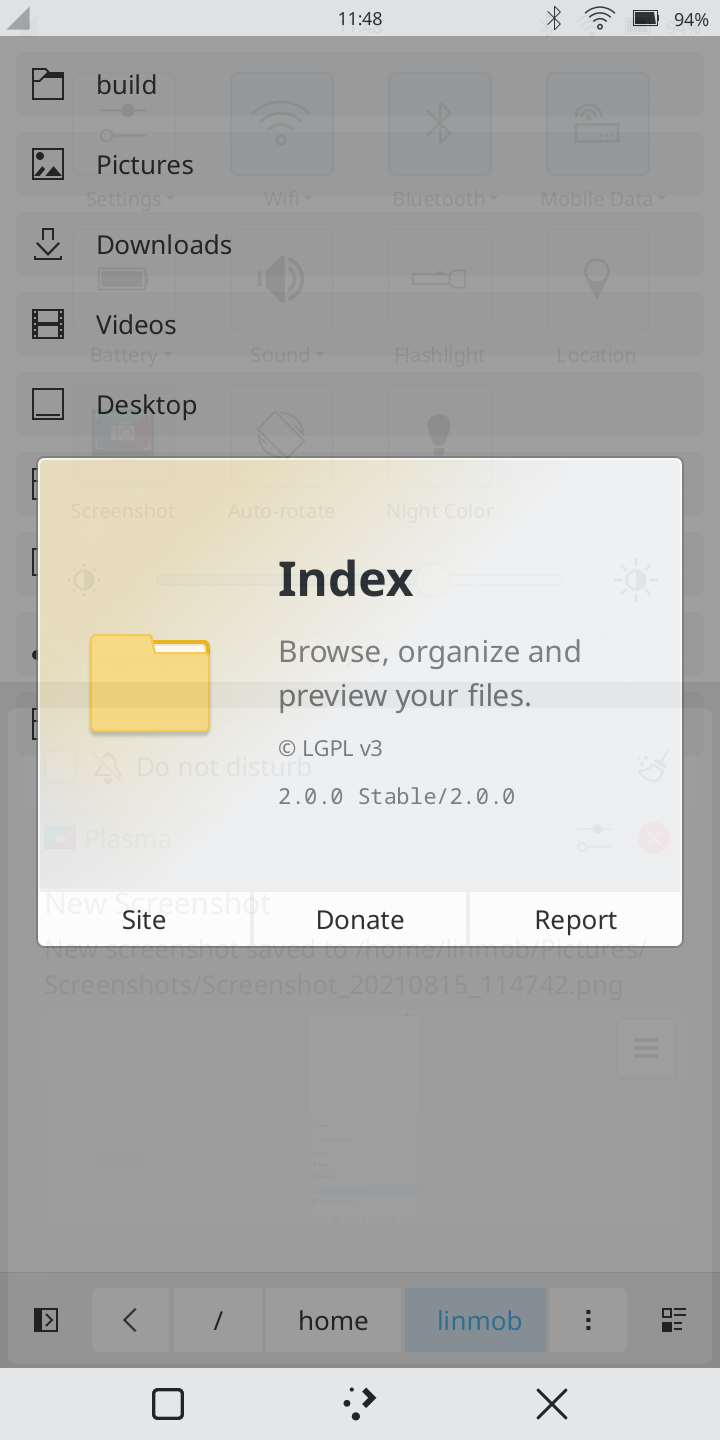 11:48
94%
build
Pictures
Settings
Wifi
Bluetooth
Mobile Data
Downloads
Videos
Battery
Sound
Flashlight
Location
Desktop
Screenshot
Auto-rotate
Night Color
Index
Browse, organize and
preview your files.
© LGPL v3
Do not disturb
2.0.0 Stable/2.0.0
Plasma
New Screenshot
Site
Donate
Report
New screenshot saved to /home/linmob/Pictures/
Screenshots/Screenshot_20210815_114742.png
/
home
linmob